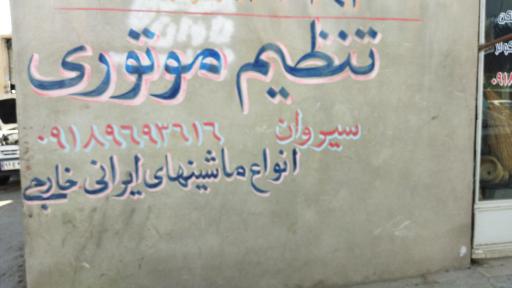 تنظیم موتوری
سیروان
۰۹۱۸۹۶۹۳۶۱۶
انواع ماشینهای ایرانی خارجی